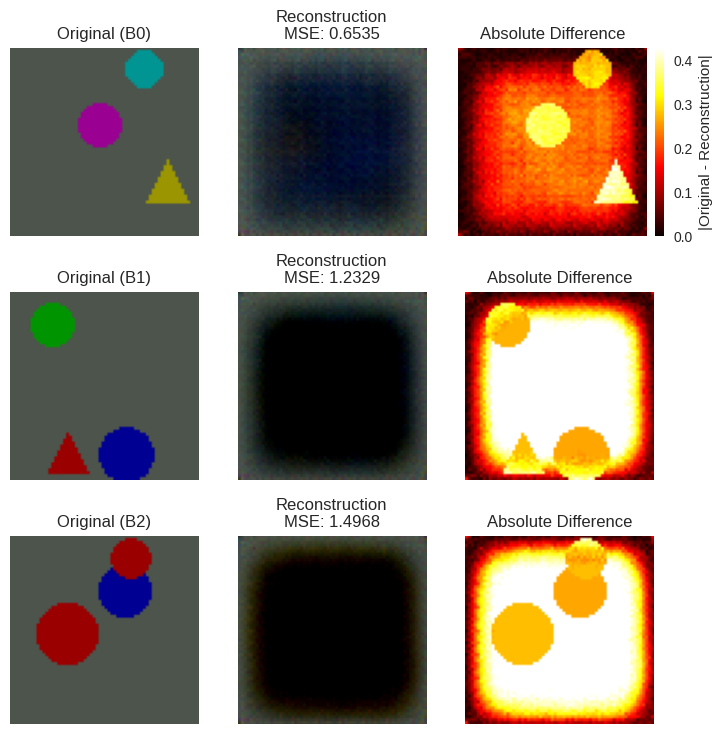 Original (B0)
Reconstruction
MSE: 0.6535
Absolute Difference
0.4
0.3
0.2
0.1
0.0
|Original - Reconstruction|
Original (B1)
Reconstruction
MSE: 1.2329
Absolute Difference
Original (B2)
Reconstruction
MSE: 1.4968
Absolute Difference